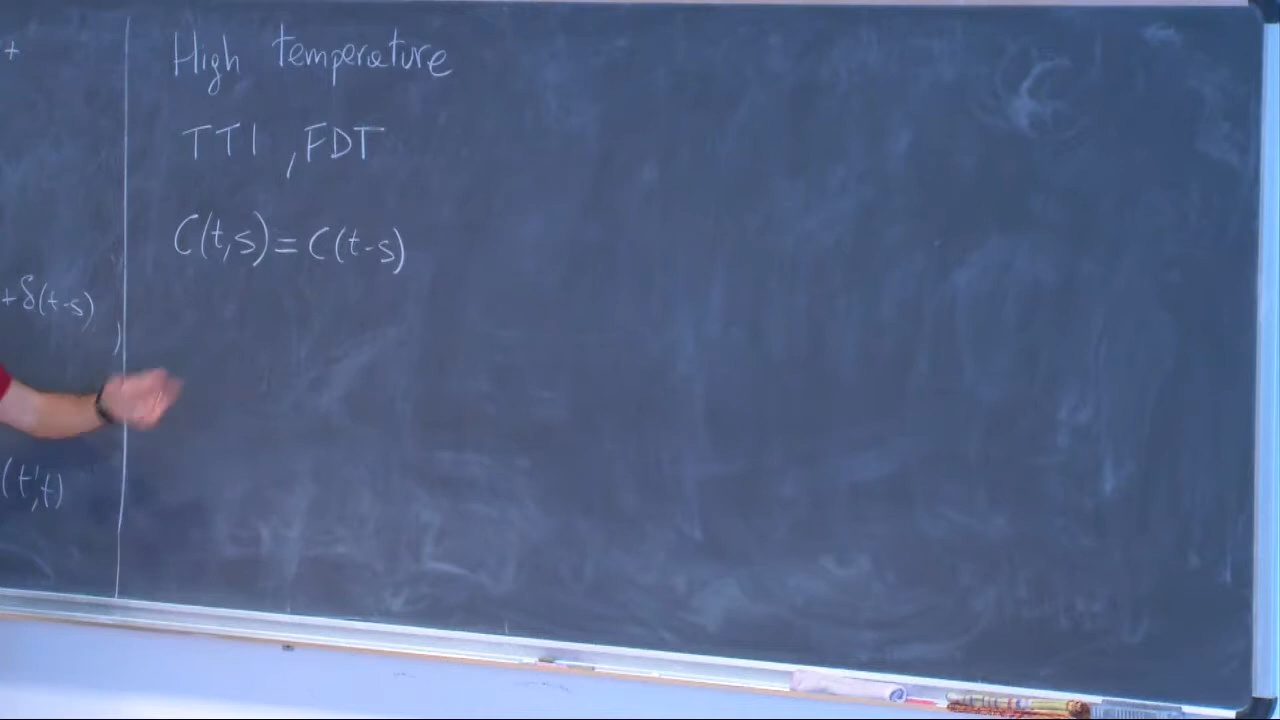 +
High temperature
TTI , FDT
C(t,s) = C(t-s)
+ δ(t-s)
)
(t',t)